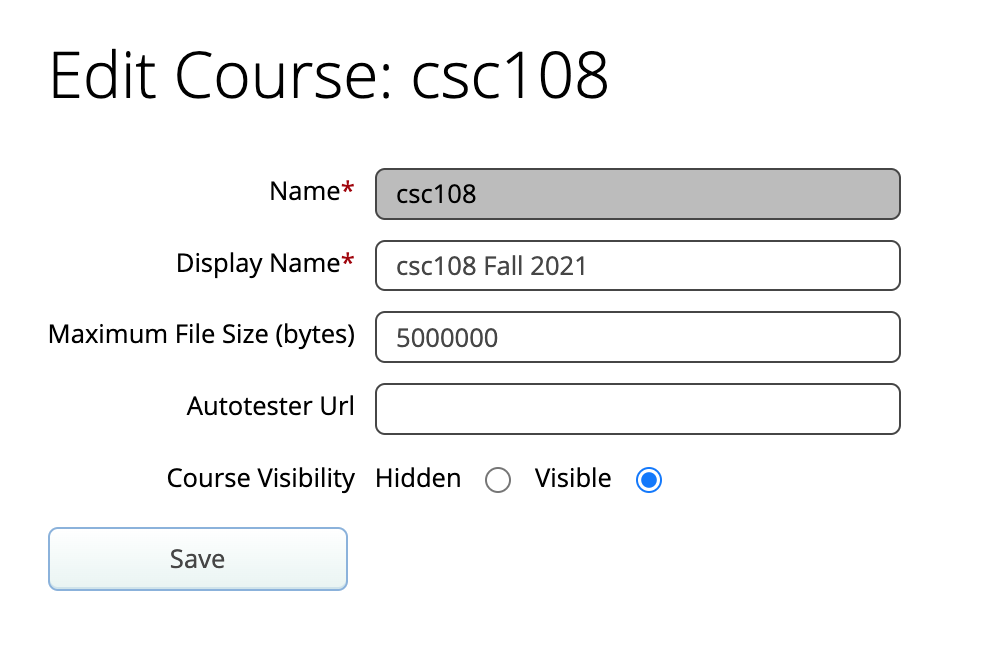 Edit Course: csc108
Name* csc108
Display Name* csc108 Fall 2021
Maximum File Size (bytes) 5000000
Autotester Url
Course Visibility Hidden Visible
Save